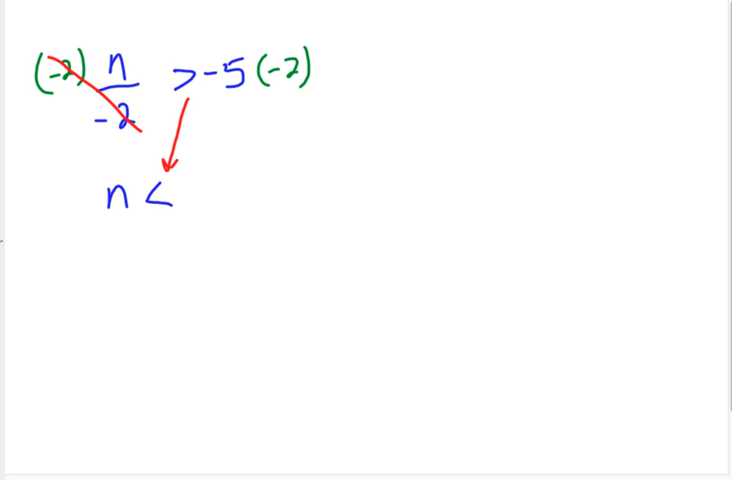 (-2) n/-2 > -5 (-2)
n <